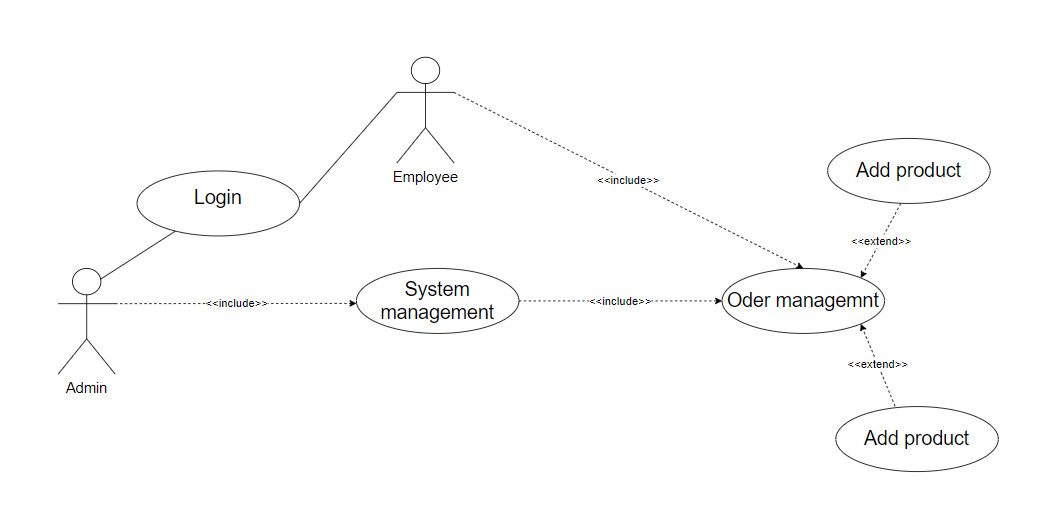 Employee
Login
Add product
<<include>>
<<extend>>
System
management
Oder managemnt
<<include>>
<<include>>
Admin
<<extend>>
Add product